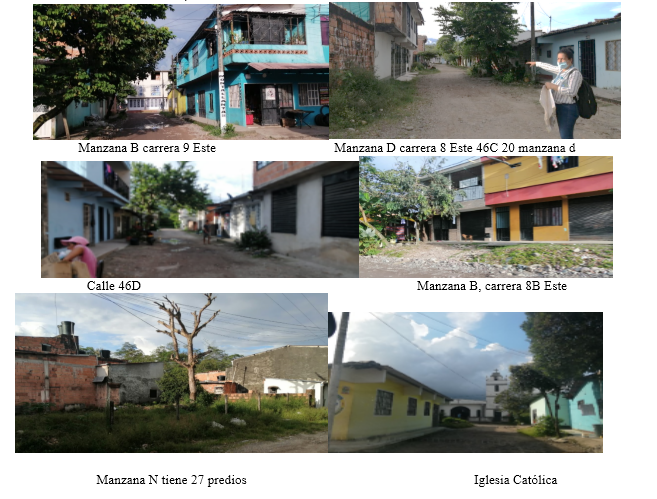 Manzana B carrera 9 Este
Manzana D carrera 8 Este 46C 20 manzana d
Calle 46D
Manzana B, carrera 8B Este
Manzana N tiene 27 predios
Iglesia Católica